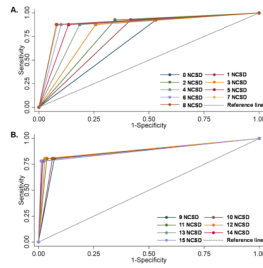 A.
1.00
0.75
0.50
0.25
0.00
Sensitivity
0 NCSD 1 NCSD
2 NCSD 3 NCSD
4 NCSD 5 NCSD
6 NCSD 7 NCSD
8 NCSD Reference line
0.00 0.25 0.50 0.75 1.00
1-Specificity
B.
1.00
0.75
0.50
0.25
0.00
Sensitivity
9 NCSD 10 NCSD
11 NCSD 12 NCSD
13 NCSD 14 NCSD
15 NCSD Reference line
0.00 0.25 0.50 0.75 1.00
1-Specificity